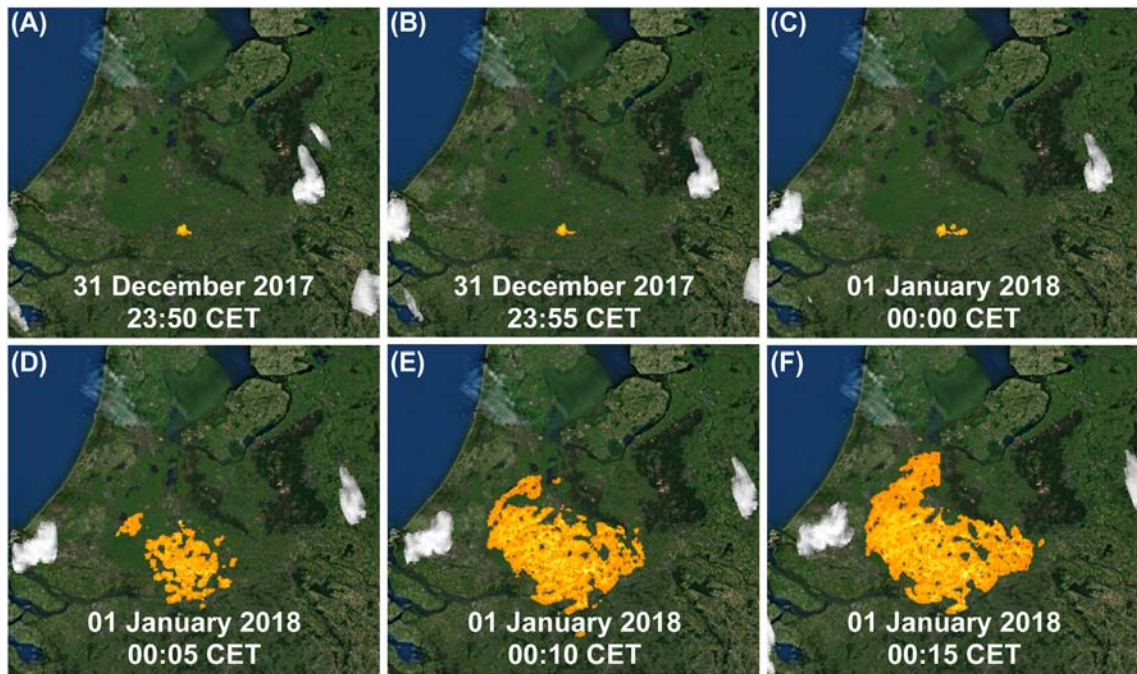 (A)
31 December 2017
23:50 CET
(B)
31 December 2017
23:55 CET
(C)
01 January 2018
00:00 CET
(D)
01 January 2018
00:05 CET
(E)
01 January 2018
00:10 CET
(F)
01 January 2018
00:15 CET